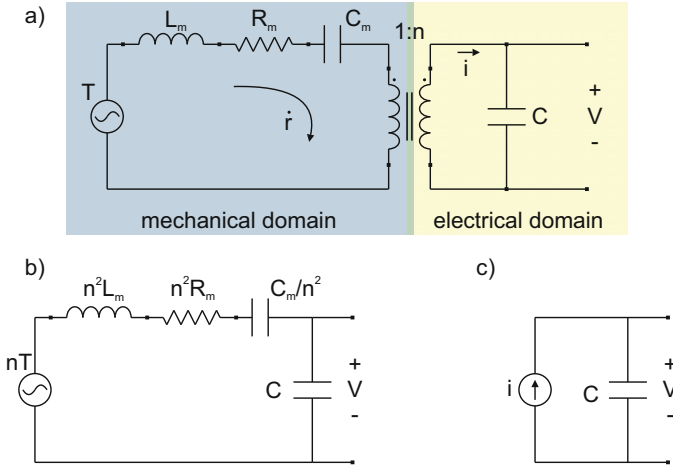 a)
Lₘ
Rₘ
Cₘ
1:n
T
ṙ
i
C
+
V
-
mechanical domain
electrical domain
b)
n²Lₘ
n²Rₘ
Cₘ/n²
nT
C
+
V
-
c)
i
C
+
V
-